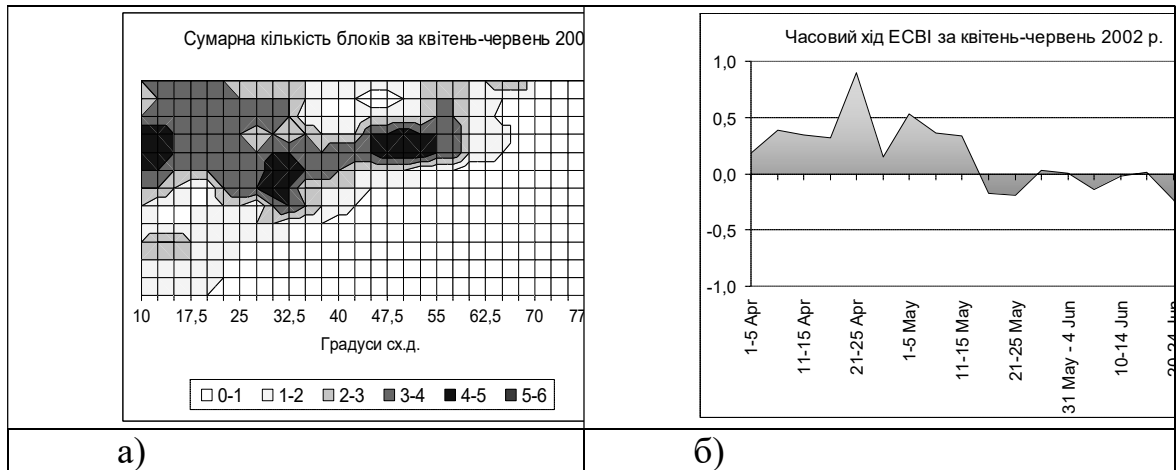 Сумарна кількість блоків за квітень-червень 200
10 17,5 25 32,5 40 47,5 55 62,5 70 77
Градуси сх.д.
0-1 1-2 2-3 3-4 4-5 5-6
а)
Часовий хід ЕСВІ за квітень-червень 2002 р.
1,0
0,5
0,0
-0,5
-1,0
1-5 Apr
11-15 Apr
21-25 Apr
1-5 May
11-15 May
21-25 May
31 May - 4 Jun
10-14 Jun
20-24 Jun
б)